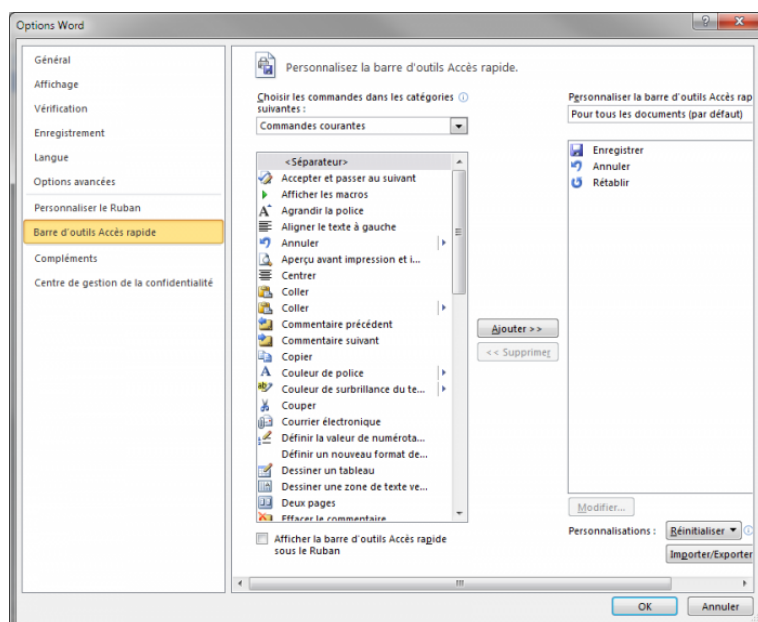 Options Word
Général
Affichage
Vérification
Enregistrement
Langue
Options avancées
Personnaliser le Ruban
Barre d'outils Accès rapide
Compléments
Centre de gestion de la confidentialité
Personnalisez la barre d'outils Accès rapide.
Choisir les commandes dans les catégories
suivantes :
Commandes courantes
<Séparateur>
Accepter et passer au suivant
Afficher les macros
Agrandir la police
Aligner le texte à gauche
Annuler
Aperçu avant impression et i...
Centrer
Coller
Coller
Commentaire précédent
Commentaire suivant
Copier
Couleur de police
Couleur de surbrillance du te...
Couper
Courrier électronique
Définir la valeur de numérota...
Définir un nouveau format de...
Dessiner un tableau
Dessiner une zone de texte ve...
Deux pages
Effacer le commentaire
Afficher la barre d'outils Accès rapide
sous le Ruban
Ajouter >>
<< Supprimer
Personnaliser la barre d'outils Accès rap
Pour tous les documents (par défaut)
Enregistrer
Annuler
Rétablir
Modifier...
Personnalisations :
Réinitialiser
Importer/Exporter
OK
Annuler